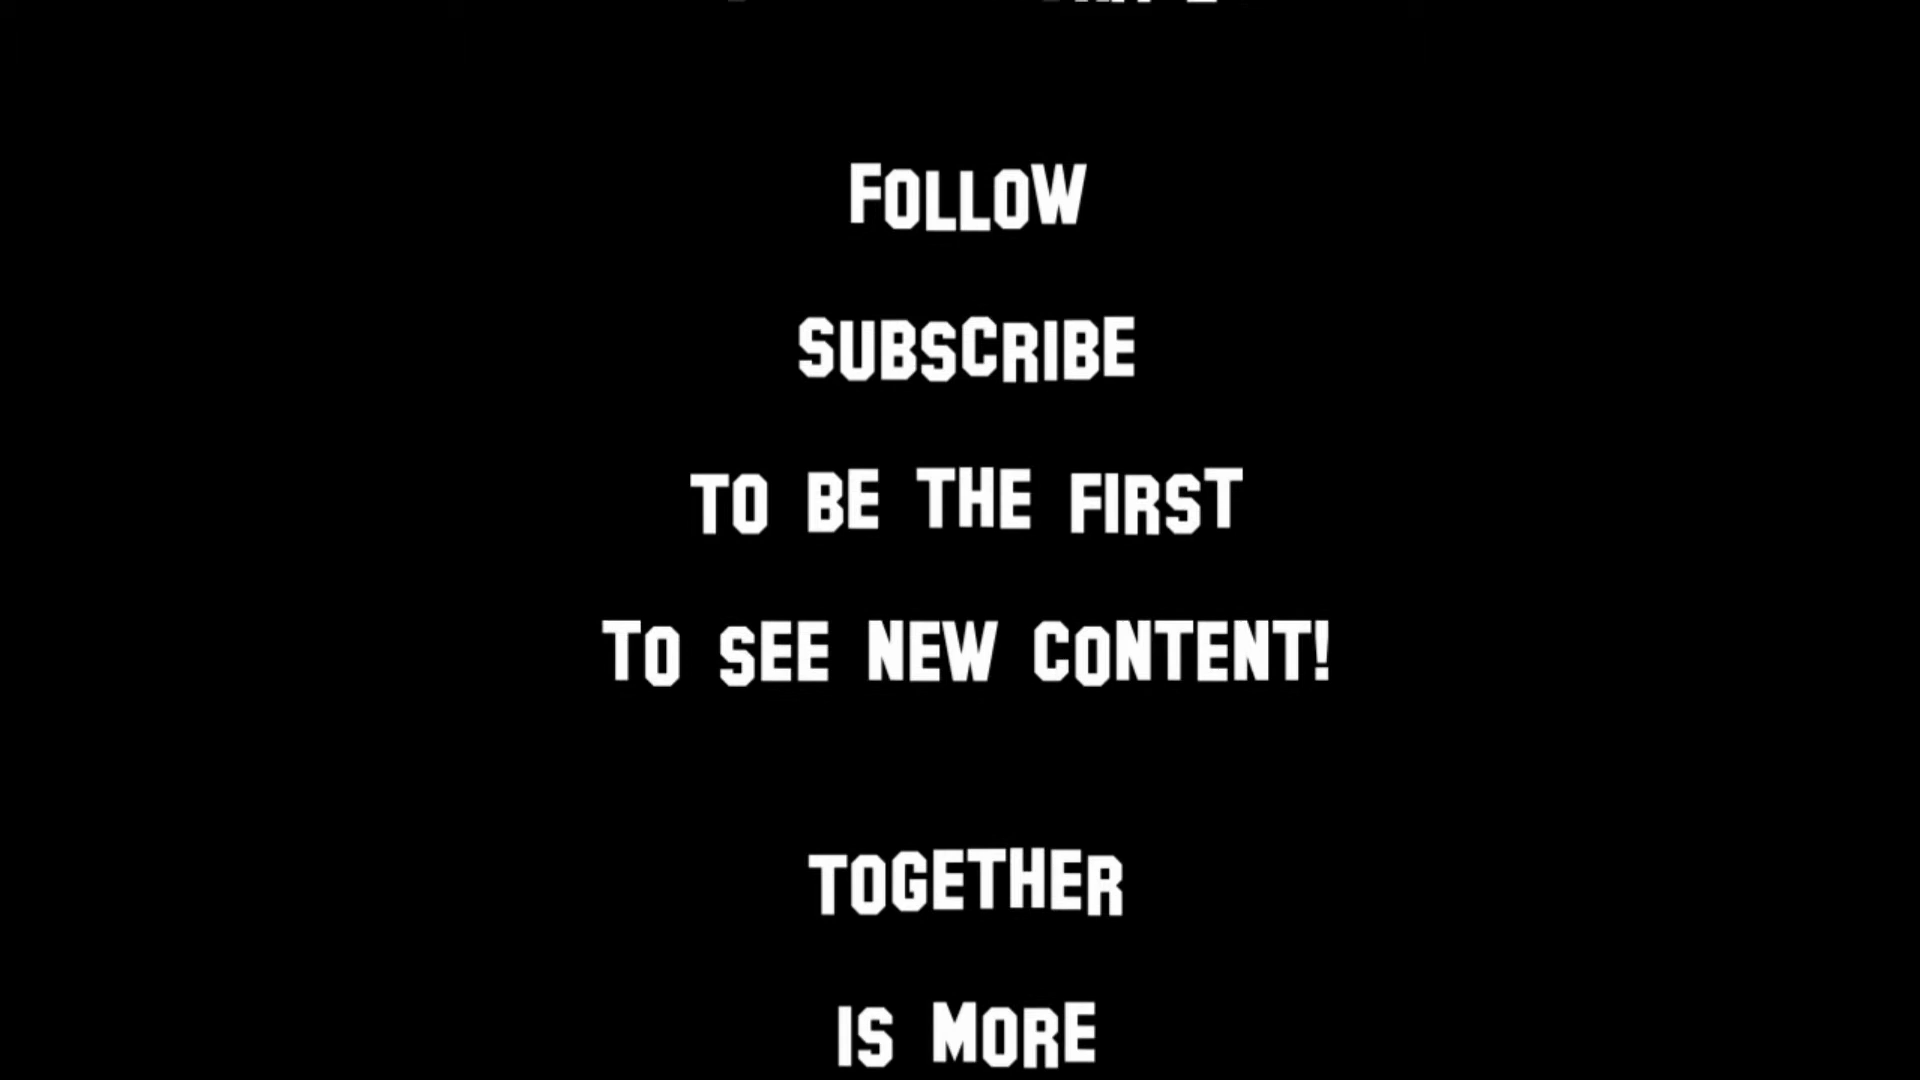 FOLLOW
SUBSCRIBE
TO BE THE FIRST
TO SEE NEW CONTENT!
TOGETHER
IS MORE